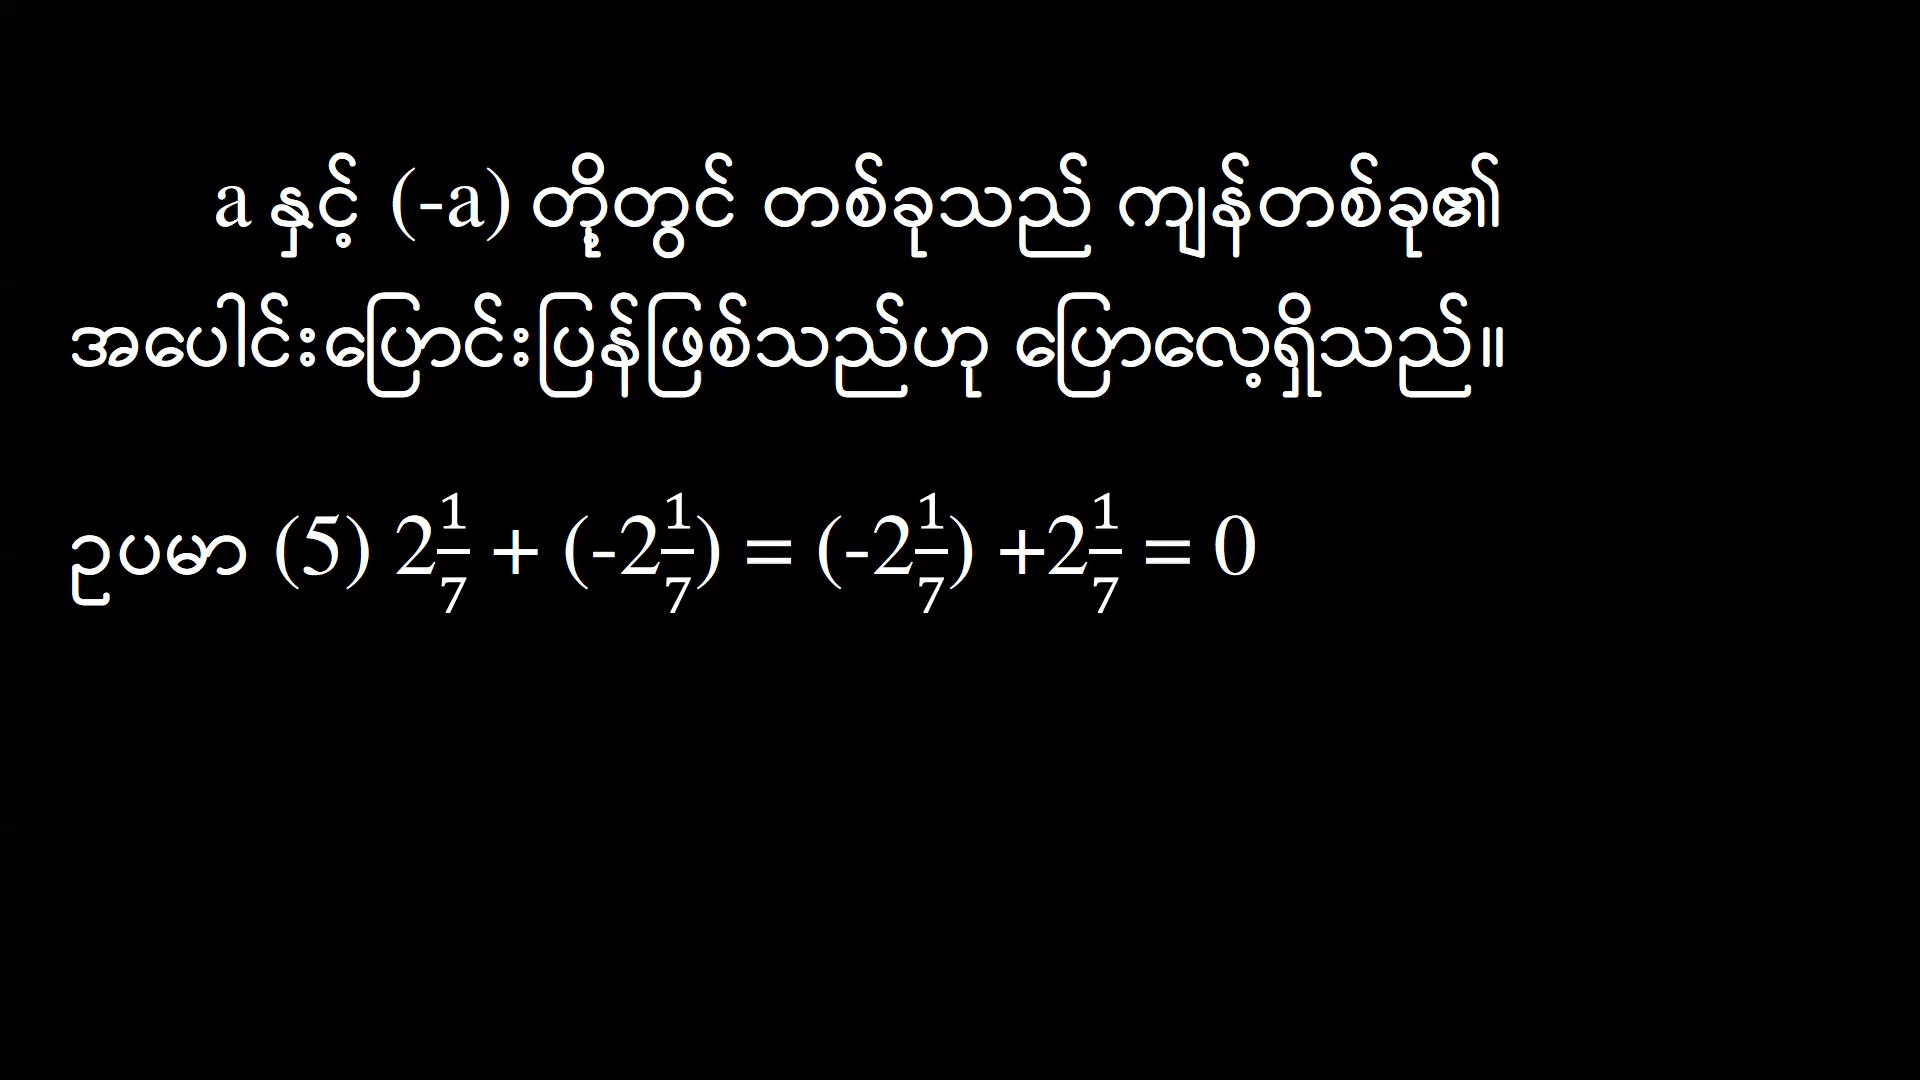 a နှင့် (-a) တို့တွင် တစ်ခုသည် ကျန်တစ်ခု၏
အပေါင်းပြောင်းပြန်ဖြစ်သည်ဟု ပြောလေ့ရှိသည်။
ဥပမာ (5) 2\frac{1}{7} + (-2\frac{1}{7}) = (-2\frac{1}{7}) +2\frac{1}{7} = 0